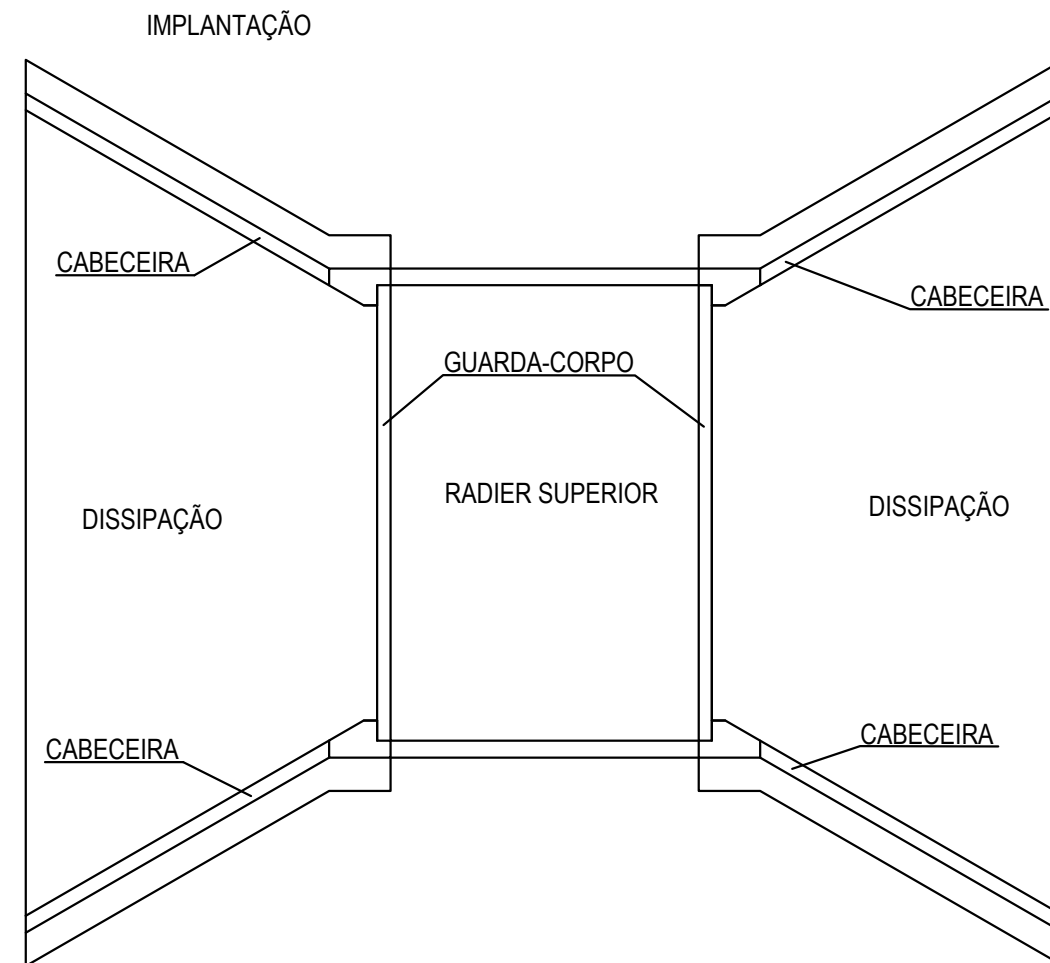 IMPLANTAÇÃO
CABECEIRA
CABECEIRA
GUARDA-CORPO
RADIER SUPERIOR
DISSIPAÇÃO
DISSIPAÇÃO
CABECEIRA
CABECEIRA